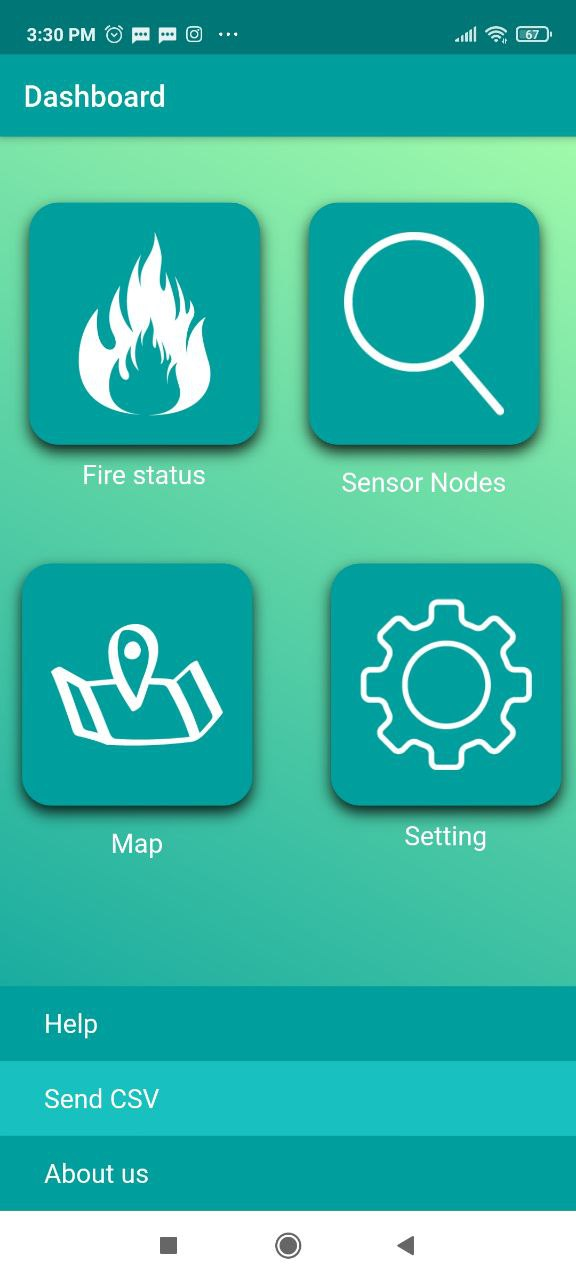 3:30 PM 67
Dashboard
Fire status
Sensor Nodes
Map
Setting
Help
Send CSV
About us